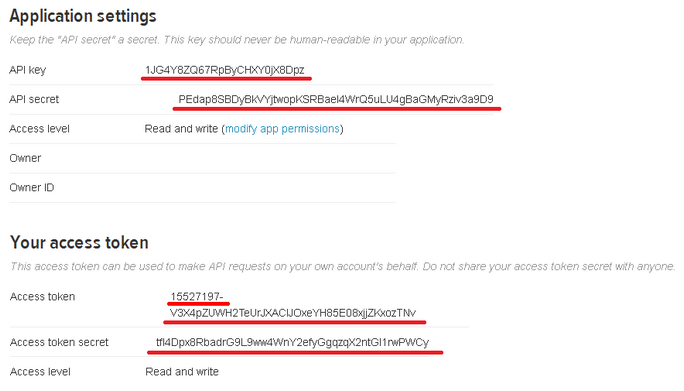 Application settings
Keep the "API secret" a secret. This key should never be human-readable in your application.
API key 1JG4Y8ZQ67RpByCHXY0jX8Dpz
API secret
Access level Read and write (modify app permissions)
Owner
Owner ID
Your access token
This access token can be used to make API requests on your own account's behalf. Do not share your access token secret with anyone.
Access token 15527197-
Access token secret
Access level Read and write